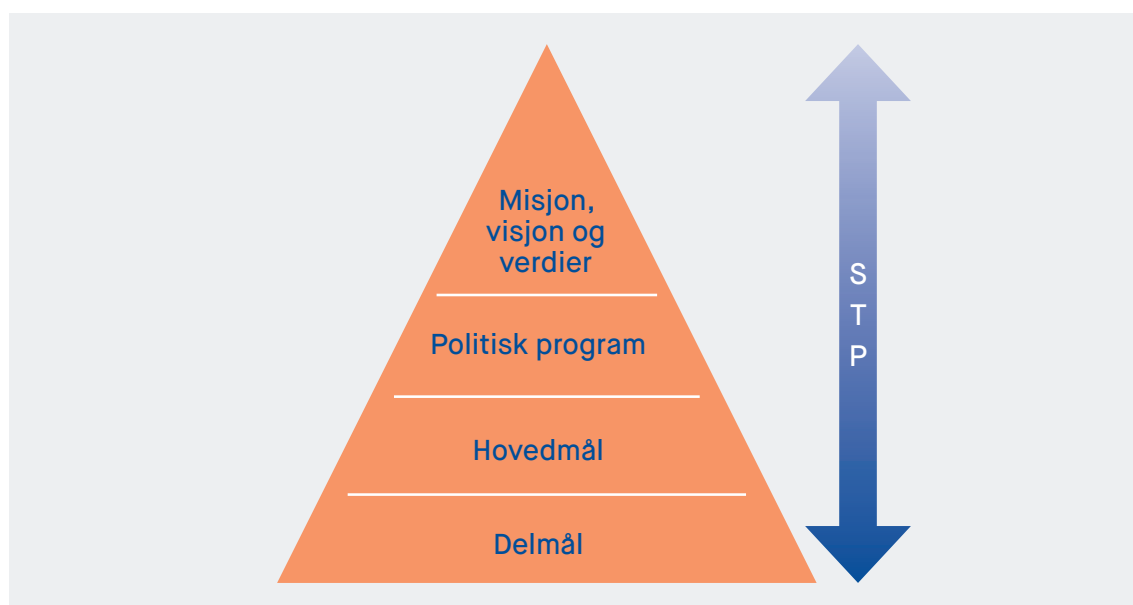 Misjon,
visjon og
verdier
Politisk program
Hovedmål
Delmål
S
T
P